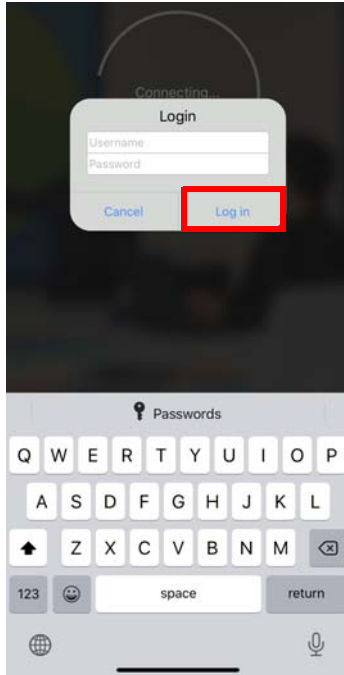 Connecting...
Login
Username
Password
Cancel Log in
Passwords
Q W E R T Y U I O P
A S D F G H J K L
Z X C V B N M
123 space return